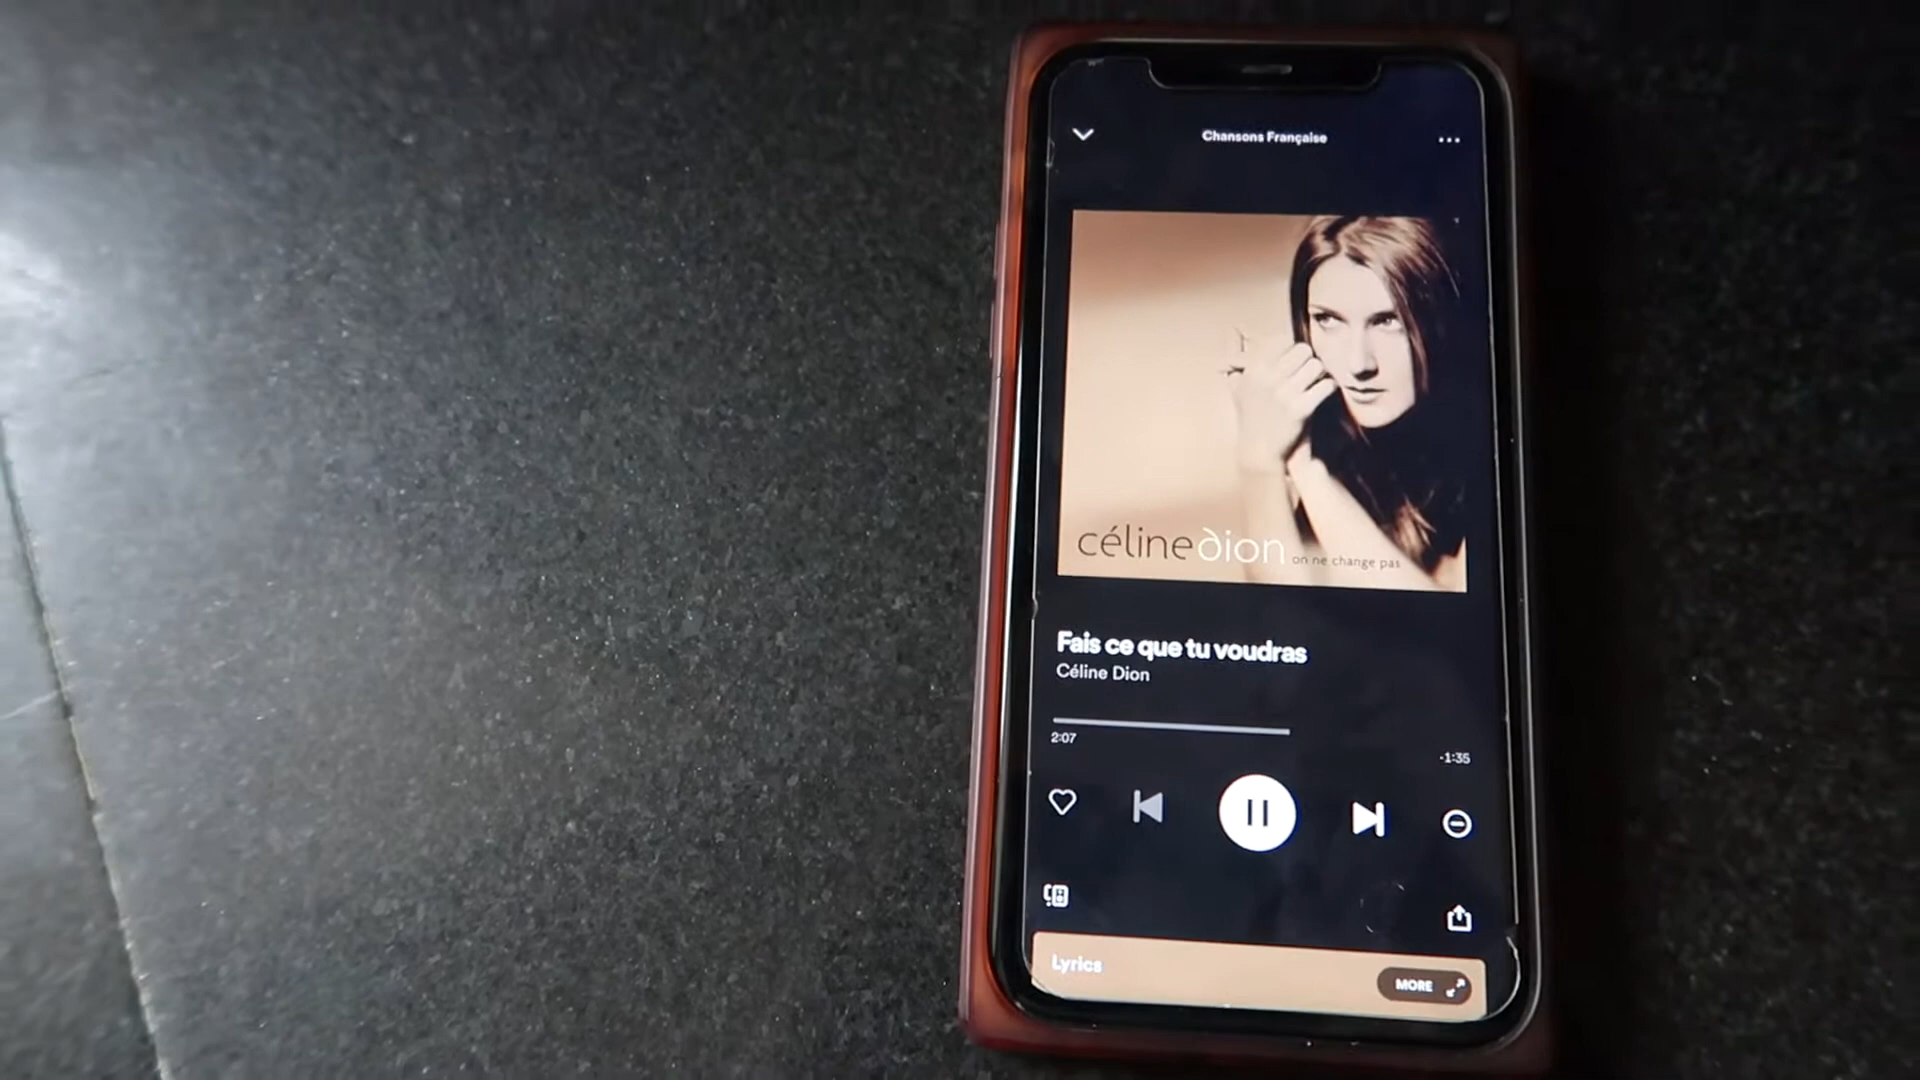 Chansons Française
célinedion on ne change pas
Fais ce que tu voudras
Céline Dion
2:07
-1:35
Lyrics
MORE